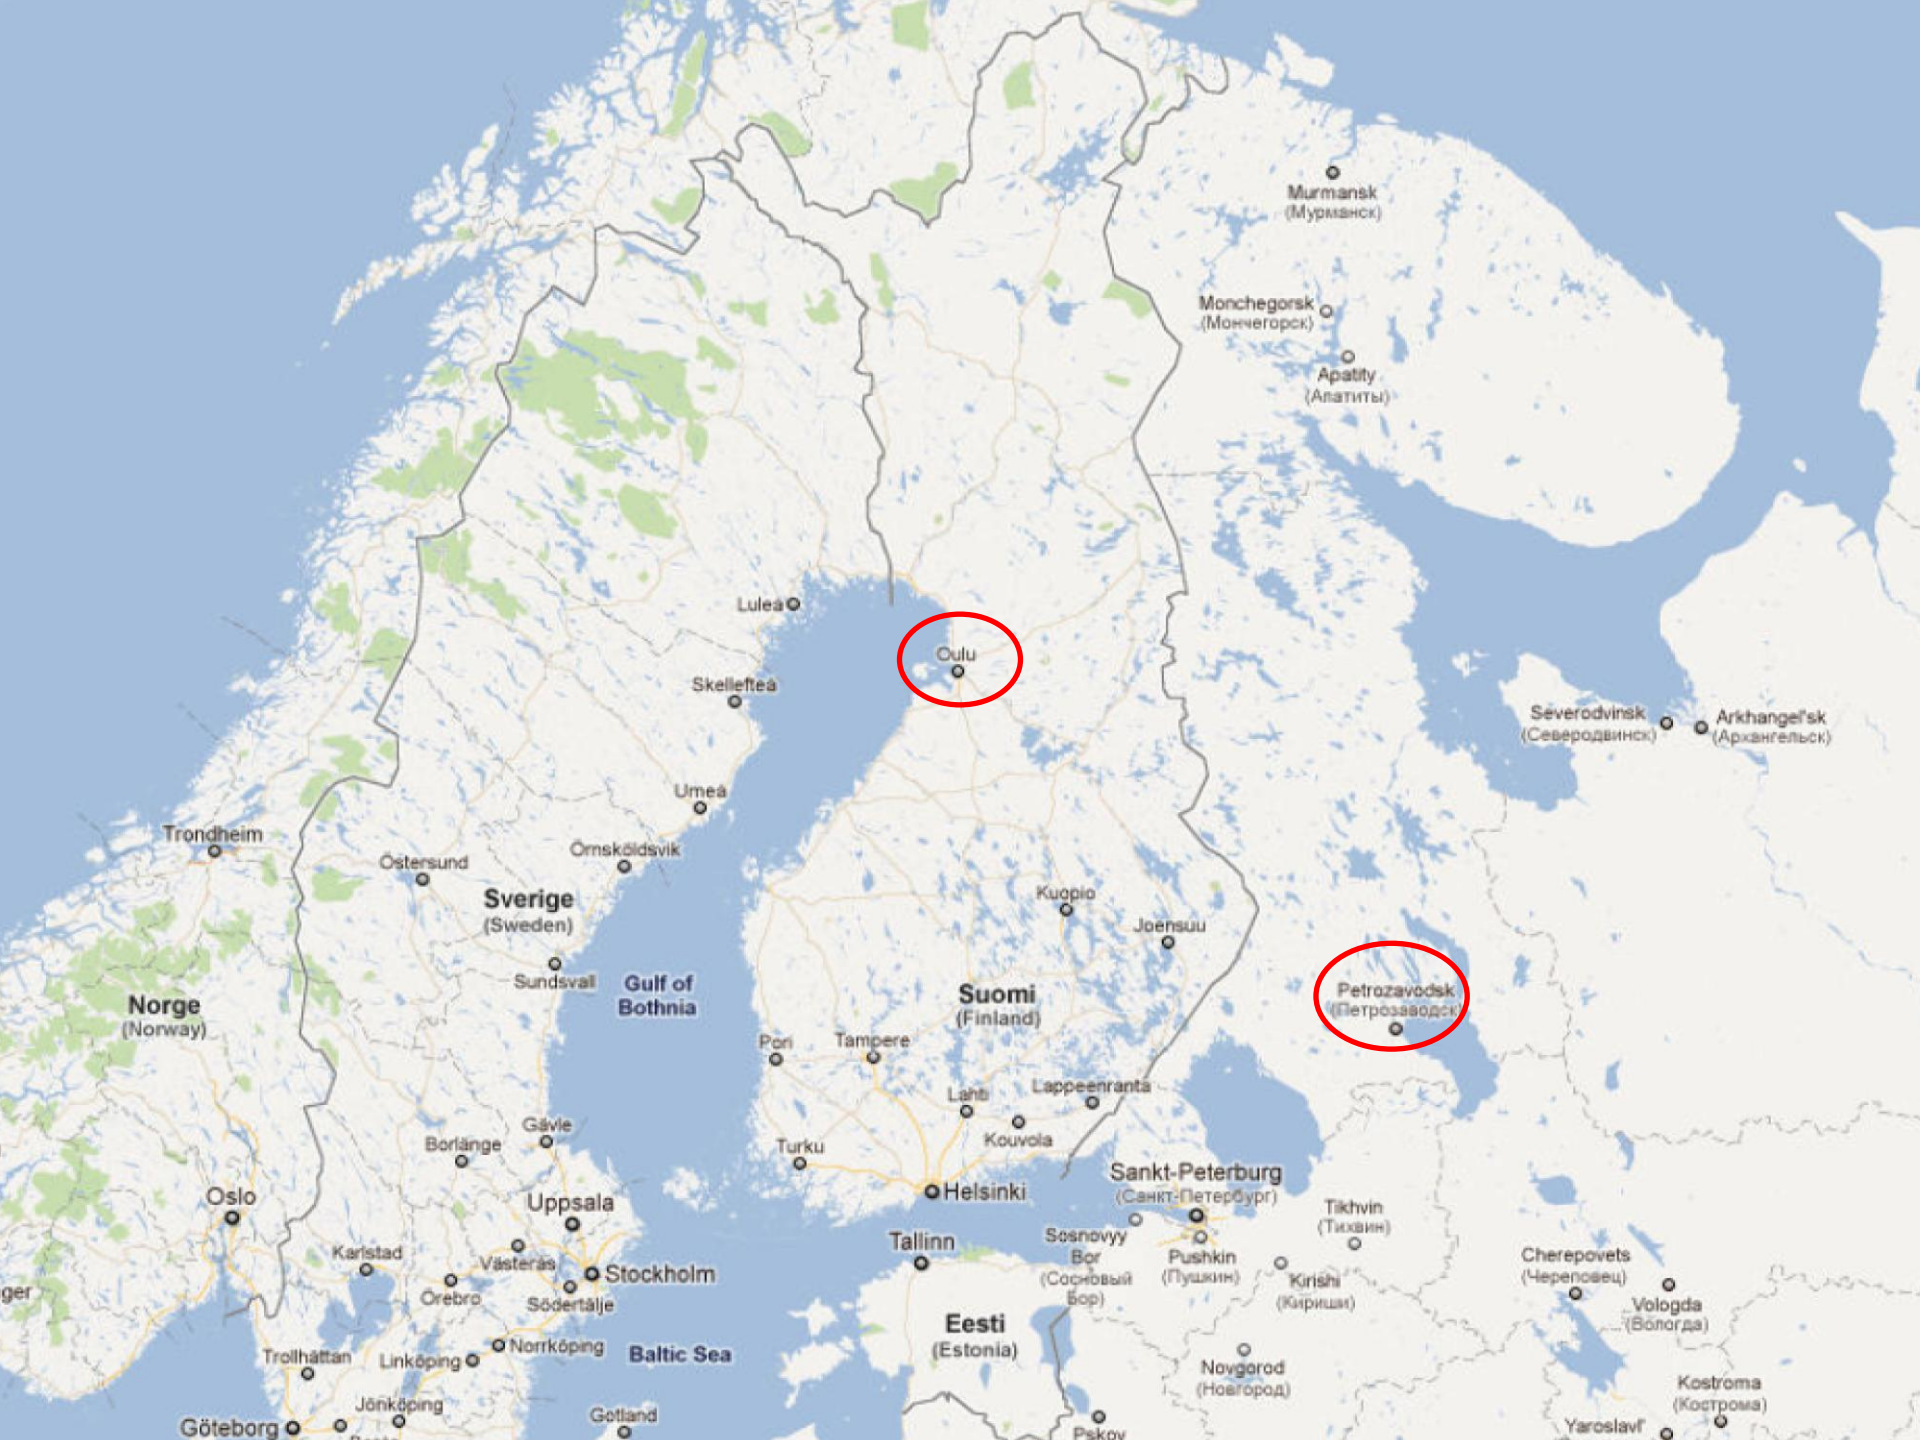 Murmansk
(Мурманск)
Monchegorsk
(Мончегорск)
Apatity
(Апатиты)
Luleå
Oulu
Skellefteå
Severodvinsk
(Северодвинск)
Arkhangel'sk
(Архангельск)
Umeå
Trondheim
Örnsköldsvik
Östersund
Sverige
(Sweden)
Kuopio
Joensuu
Sundsvall
Gulf of
Bothnia
Norge
(Norway)
Suomi
(Finland)
Petrozavodsk
(Петрозаводск)
Pori
Tampere
Lahti
Lappeenranta
Kouvola
Gävle
Borlänge
Turku
Sankt-Peterburg
(Санкт-Петербург)
Oslo
Uppsala
Helsinki
Tikhvin
(Тихвин)
Tallinn
Sosnovyy
Bor
(Сосновый
Бор)
Pushkin
(Пушкин)
Kirishi
(Кириши)
Cherepovets
(Череповец)
Vologda
(Вологда)
Karlstad
Västerås
Stockholm
Örebro
Södertälje
ger
Eesti
(Estonia)
Norrköping
Baltic Sea
Trollhättan
Linköping
Novgorod
(Новгород)
Kostroma
(Кострома)
Jönköping
Göteborg
Gotland
Pskov
Yaroslavl'